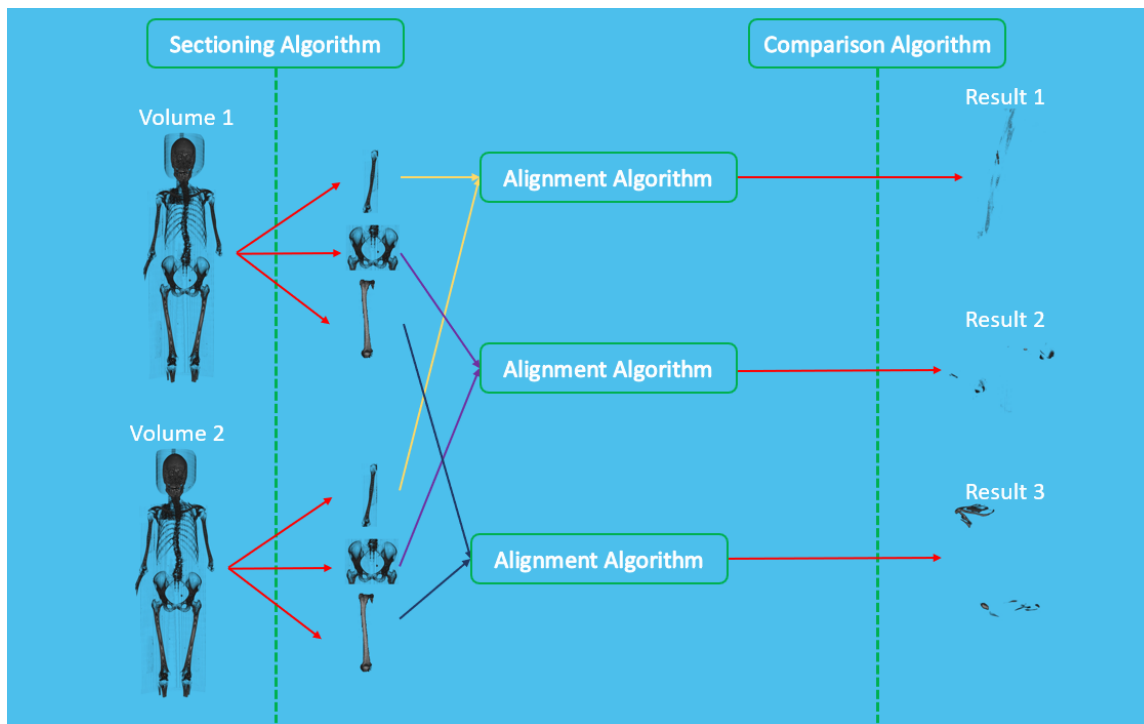 Sectioning Algorithm
Comparison Algorithm
Volume 1
Result 1
Alignment Algorithm
Result 2
Alignment Algorithm
Volume 2
Result 3
Alignment Algorithm